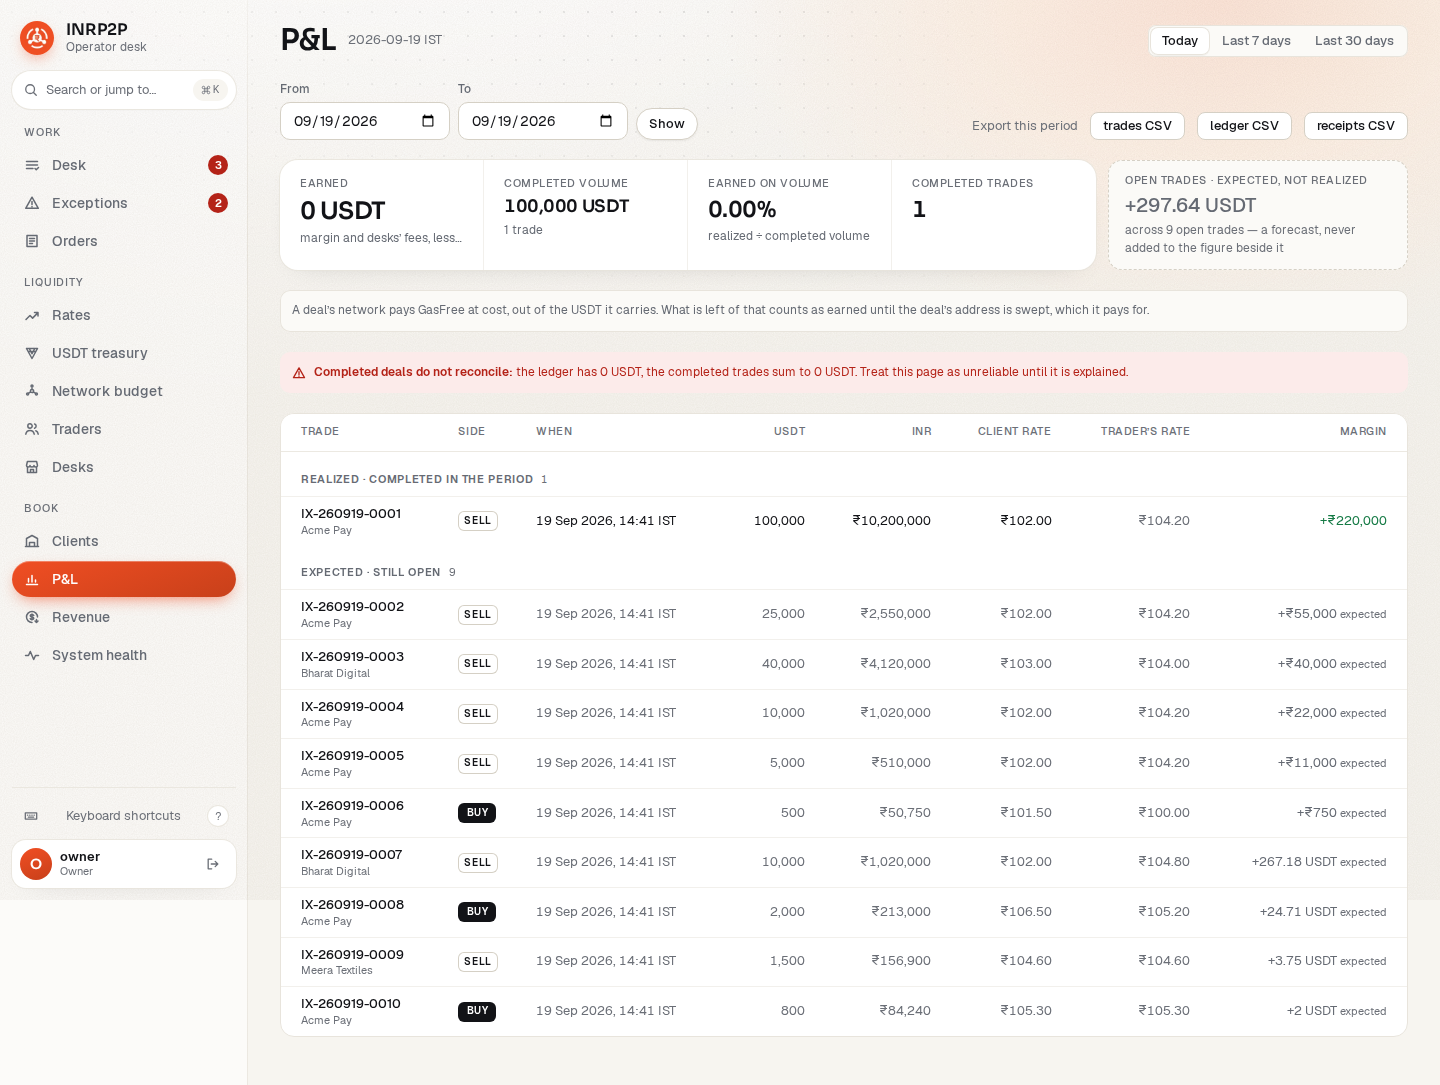 INRP2P
Operator desk
Search or jump to…
⌘K
WORK
Desk 3
Exceptions 2
Orders
LIQUIDITY
Rates
USDT treasury
Network budget
Traders
Desks
BOOK
Clients
P&L
Revenue
System health
Keyboard shortcuts ?
O
owner
Owner
P&L 2026-09-19 IST
Today Last 7 days Last 30 days
From To
09/19/2026 09/19/2026 Show
Export this period trades CSV ledger CSV receipts CSV
EARNED
0 USDT
margin and desks' fees, less…
COMPLETED VOLUME
100,000 USDT
1 trade
EARNED ON VOLUME
0.00%
realized ÷ completed volume
COMPLETED TRADES
1
OPEN TRADES · EXPECTED, NOT REALIZED
+297.64 USDT
across 9 open trades — a forecast, never
added to the figure beside it
A deal's network pays GasFree at cost, out of the USDT it carries. What is left of that counts as earned until the deal's address is swept, which it pays for.
Completed deals do not reconcile: the ledger has 0 USDT, the completed trades sum to 0 USDT. Treat this page as unreliable until it is explained.
TRADE SIDE WHEN USDT INR CLIENT RATE TRADER'S RATE MARGIN
REALIZED · COMPLETED IN THE PERIOD 1
IX-260919-0001 SELL 19 Sep 2026, 14:41 IST 100,000 ₹10,200,000 ₹102.00 ₹104.20 +₹220,000
Acme Pay
EXPECTED · STILL OPEN 9
IX-260919-0002 SELL 19 Sep 2026, 14:41 IST 25,000 ₹2,550,000 ₹102.00 ₹104.20 +₹55,000 expected
Acme Pay
IX-260919-0003 SELL 19 Sep 2026, 14:41 IST 40,000 ₹4,120,000 ₹103.00 ₹104.00 +₹40,000 expected
Bharat Digital
IX-260919-0004 SELL 19 Sep 2026, 14:41 IST 10,000 ₹1,020,000 ₹102.00 ₹104.20 +₹22,000 expected
Acme Pay
IX-260919-0005 SELL 19 Sep 2026, 14:41 IST 5,000 ₹510,000 ₹102.00 ₹104.20 +₹11,000 expected
Acme Pay
IX-260919-0006 BUY 19 Sep 2026, 14:41 IST 500 ₹50,750 ₹101.50 ₹100.00 +₹750 expected
Acme Pay
IX-260919-0007 SELL 19 Sep 2026, 14:41 IST 10,000 ₹1,020,000 ₹102.00 ₹104.80 +267.18 USDT expected
Bharat Digital
IX-260919-0008 BUY 19 Sep 2026, 14:41 IST 2,000 ₹213,000 ₹106.50 ₹105.20 +24.71 USDT expected
Acme Pay
IX-260919-0009 SELL 19 Sep 2026, 14:41 IST 1,500 ₹156,900 ₹104.60 ₹104.60 +3.75 USDT expected
Meera Textiles
IX-260919-0010 BUY 19 Sep 2026, 14:41 IST 800 ₹84,240 ₹105.30 ₹105.30 +2 USDT expected
Acme Pay